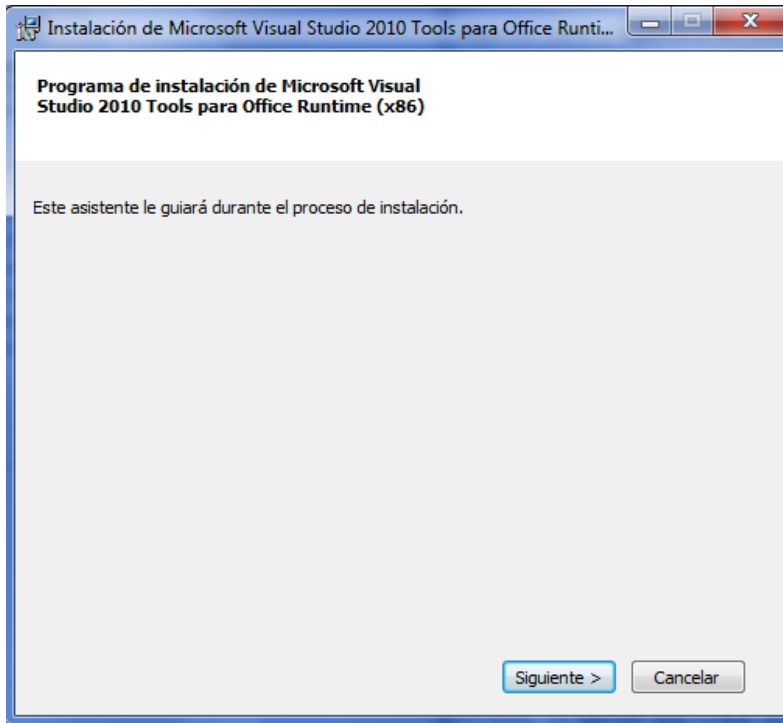 Instalación de Microsoft Visual Studio 2010 Tools para Office Runti...
Programa de instalación de Microsoft Visual
Studio 2010 Tools para Office Runtime (x86)
Este asistente le guiará durante el proceso de instalación.
Siguiente >
Cancelar